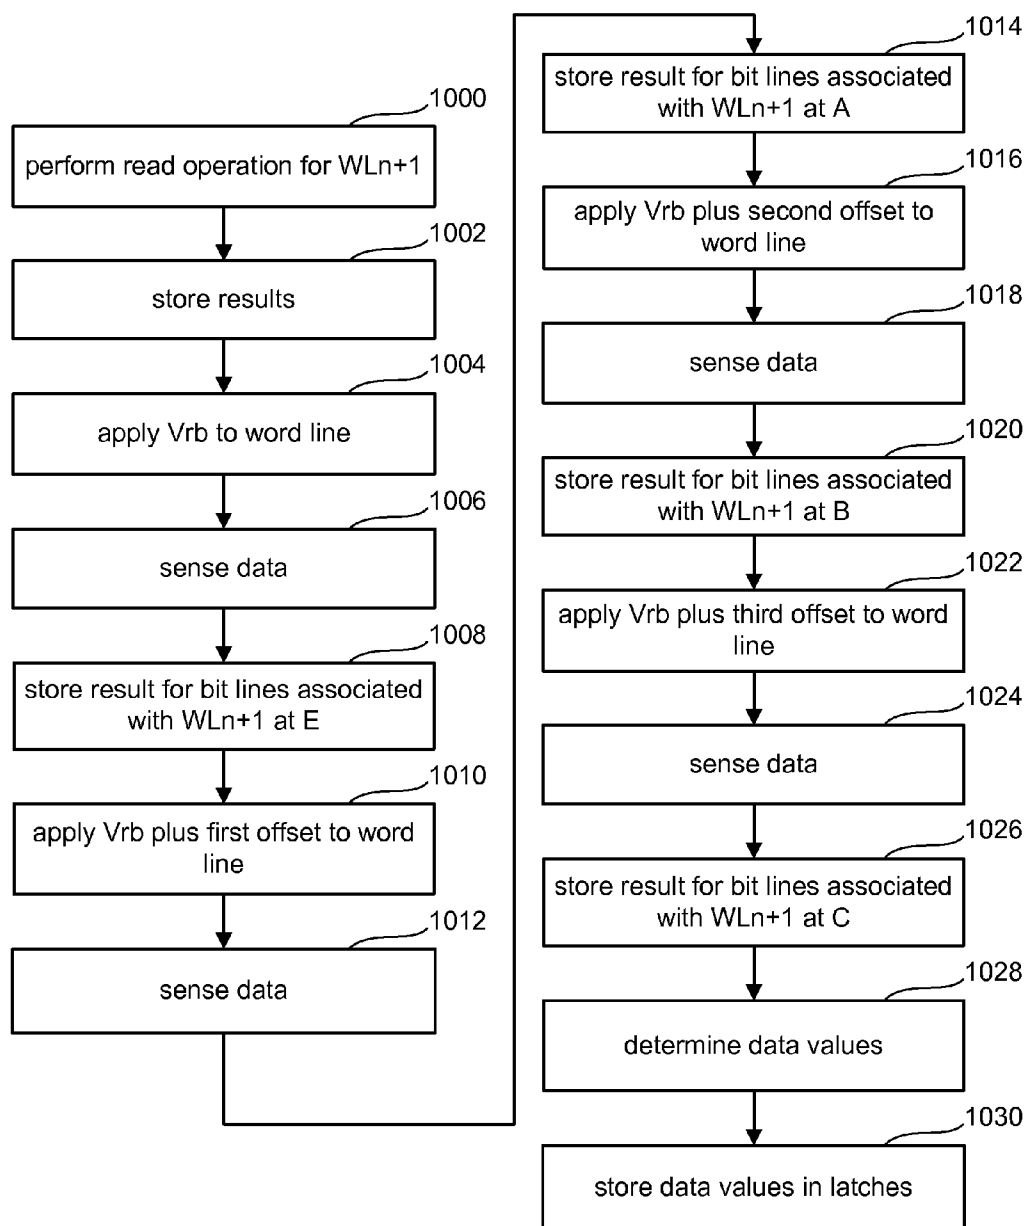 1000
perform read operation for WLn+1
1002
store results
1004
apply Vrb to word line
1006
sense data
1008
store result for bit lines associated
with WLn+1 at E
1010
apply Vrb plus first offset to word
line
1012
sense data
1014
store result for bit lines associated
with WLn+1 at A
1016
apply Vrb plus second offset to
word line
1018
sense data
1020
store result for bit lines associated
with WLn+1 at B
1022
apply Vrb plus third offset to word
line
1024
sense data
1026
store result for bit lines associated
with WLn+1 at C
1028
determine data values
1030
store data values in latches